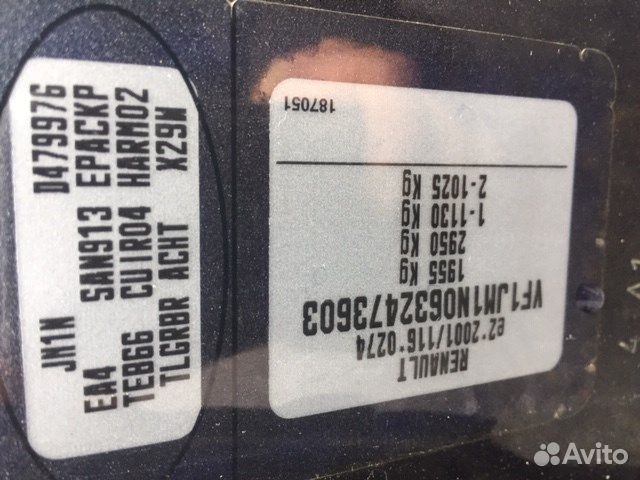 JM1N D479976
EA4 SAN913 EPACKP
TEB66 CUIR04 HARM02
TLGRBR ACHT X29W
RENAULT
e2*2001/116*0274
VF1JM1N0632473603
1955 Kg
2950 Kg
1-1130 Kg
2-1025 Kg
187051
Avito